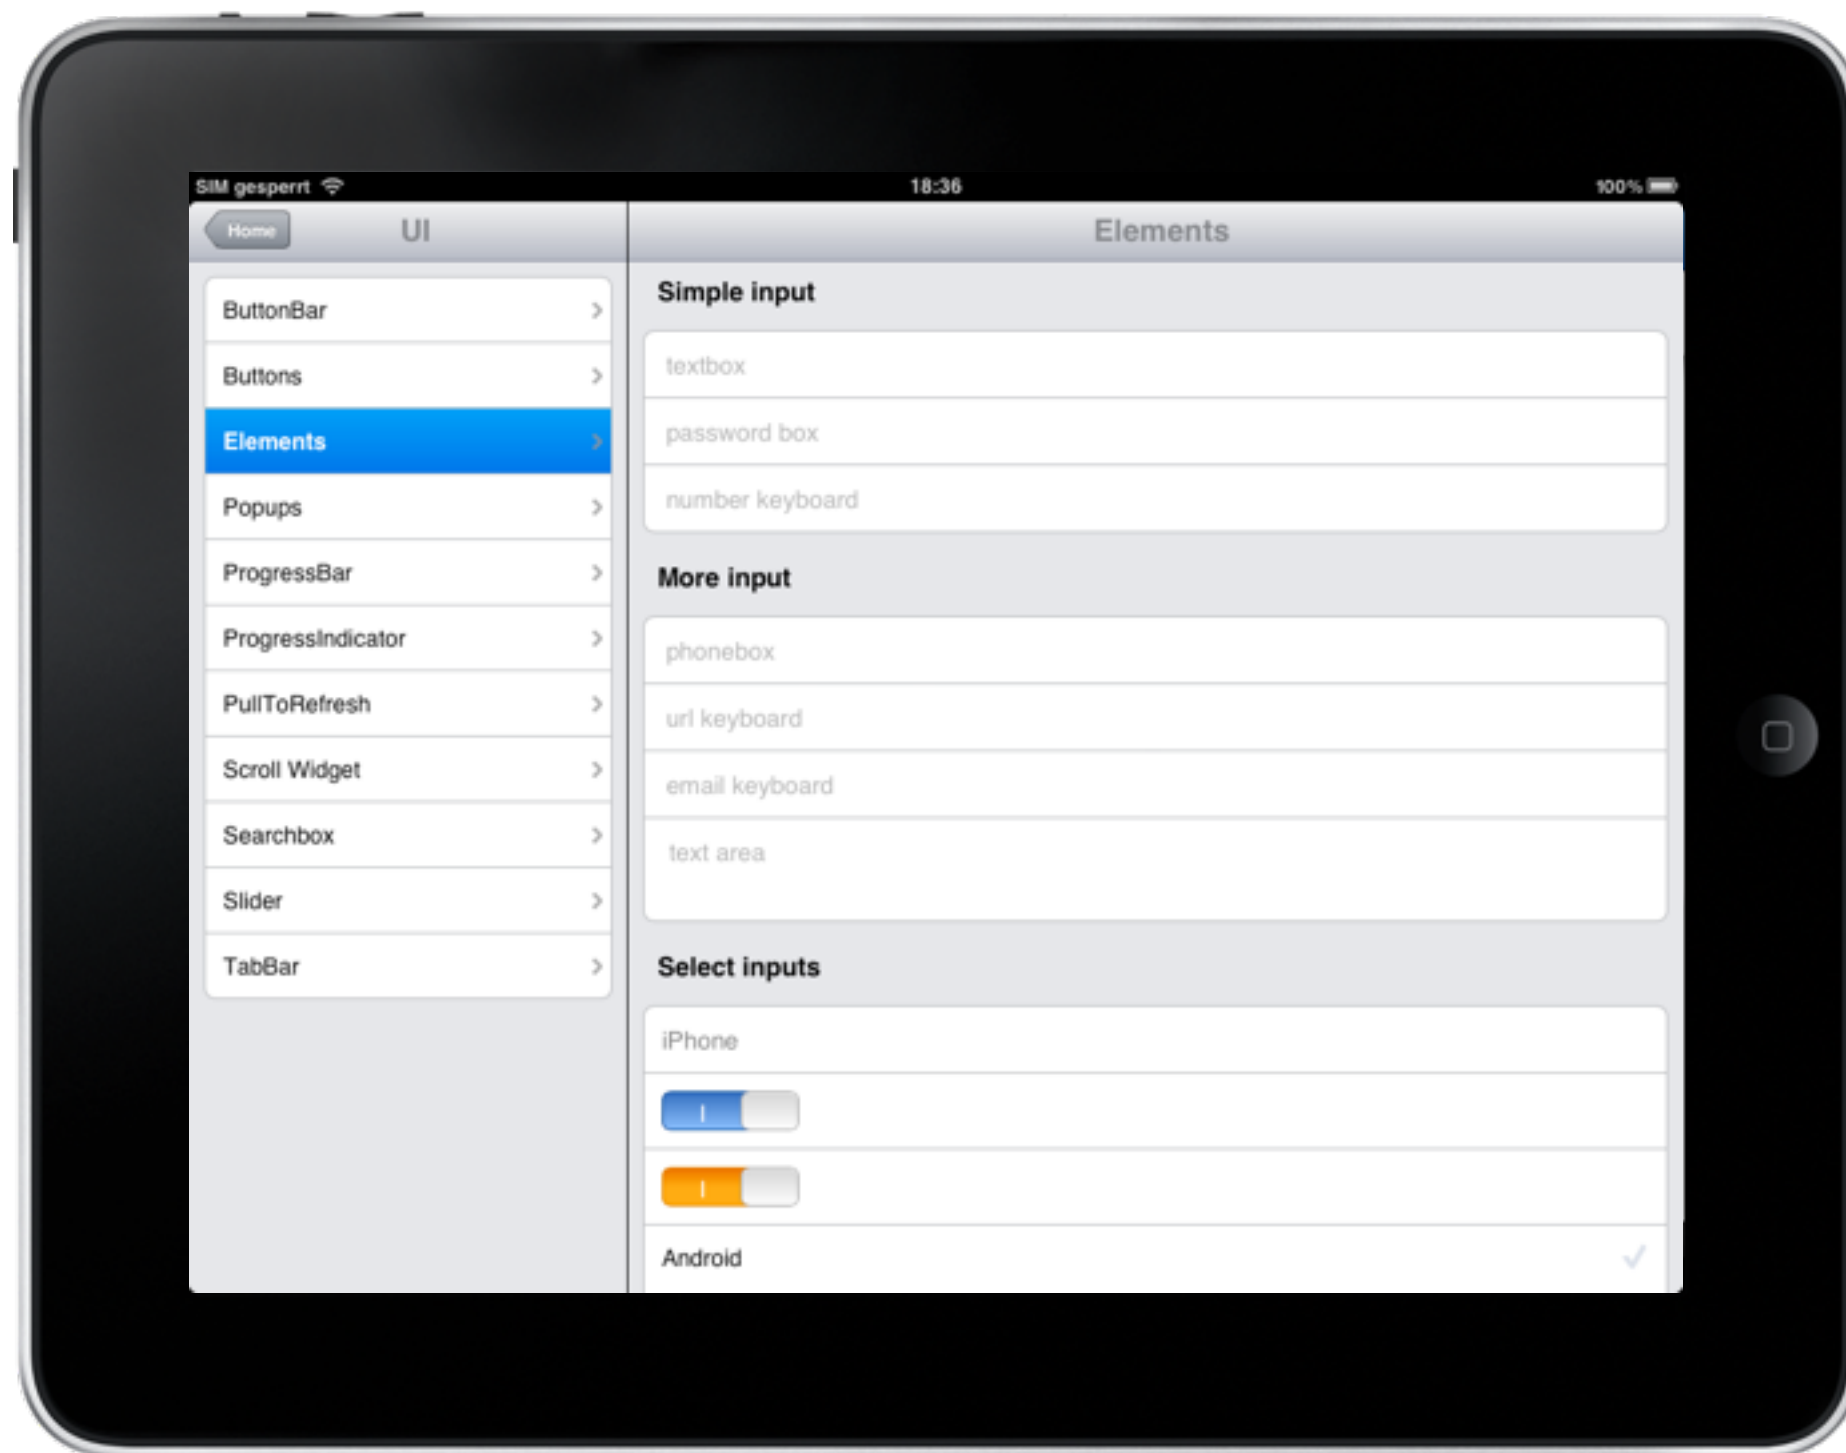 SIM gesperrt 18:36 100%
Home UI Elements
ButtonBar
Buttons
Elements
Popups
ProgressBar
ProgressIndicator
PullToRefresh
Scroll Widget
Searchbox
Slider
TabBar
Simple input
textbox
password box
number keyboard
More input
phonebox
url keyboard
email keyboard
text area
Select inputs
iPhone
Android